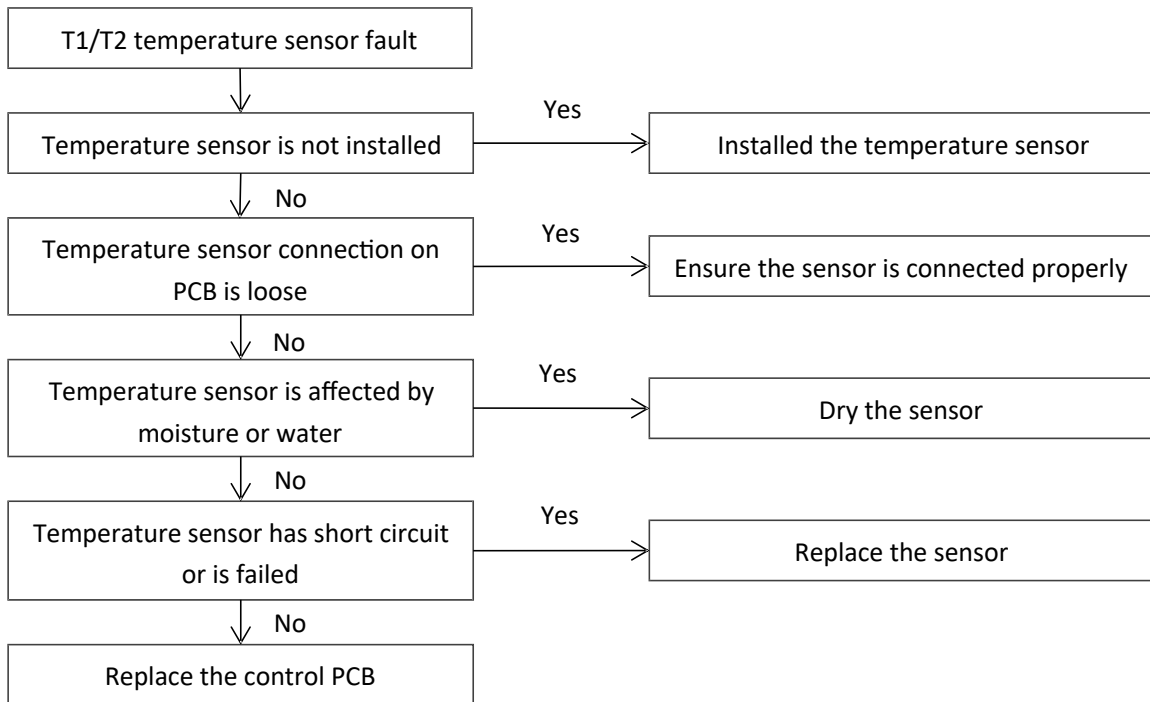 T1/T2 temperature sensor fault
Yes
Temperature sensor is not installed
Installed the temperature sensor
No
Yes
Temperature sensor connection on
PCB is loose
Ensure the sensor is connected properly
No
Yes
Temperature sensor is affected by
moisture or water
Dry the sensor
No
Yes
Temperature sensor has short circuit
or is failed
Replace the sensor
No
Replace the control PCB